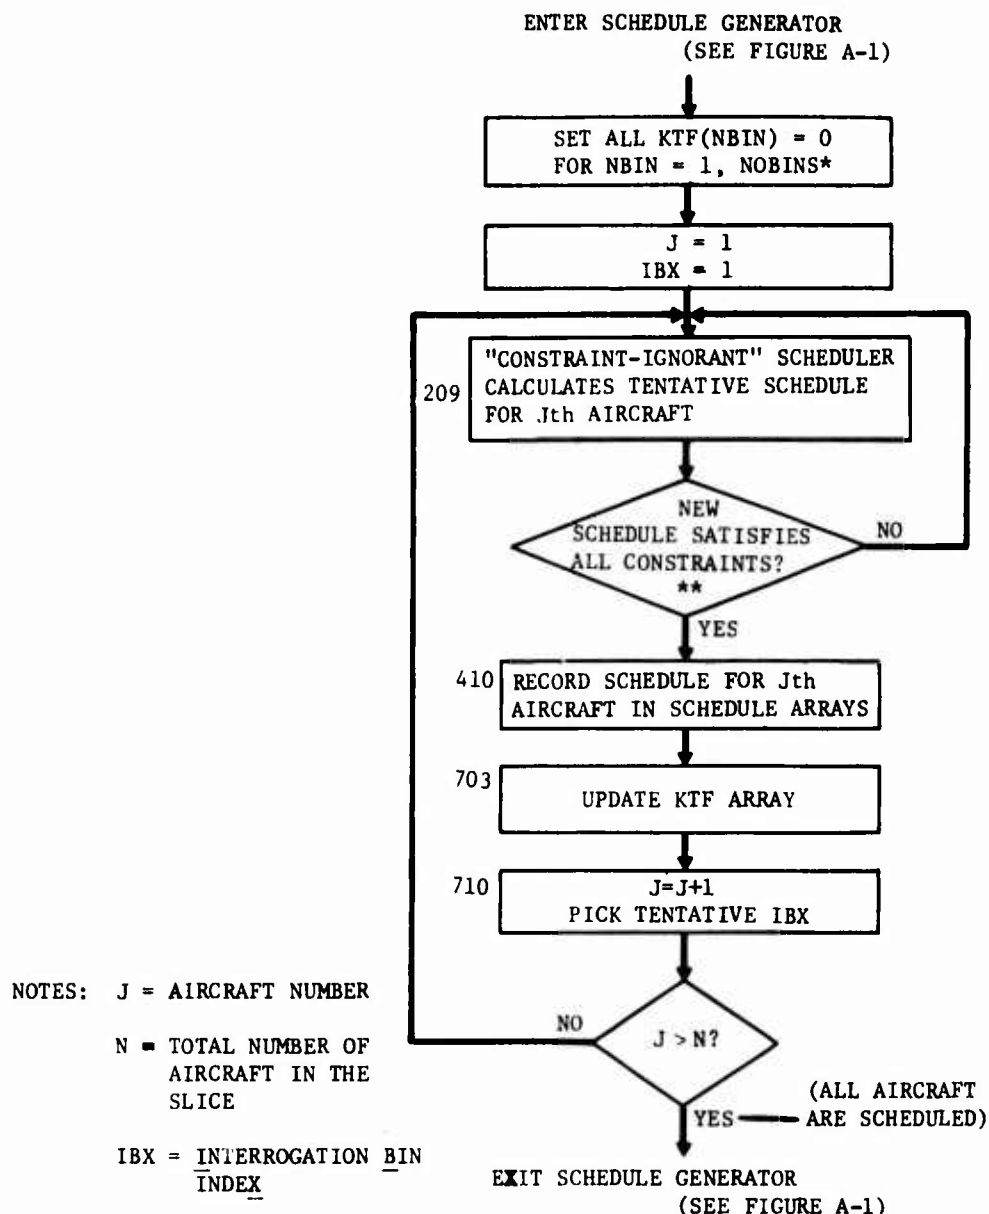 ENTER SCHEDULE GENERATOR
(SEE FIGURE A-1)
SET ALL KTF(NBIN) = 0
FOR NBIN = 1, NOBINS*
J = 1
IBX = 1
209
"CONSTRAINT-IGNORANT" SCHEDULER
CALCULATES TENTATIVE SCHEDULE
FOR Jth AIRCRAFT
NEW
SCHEDULE SATISFIES
ALL CONSTRAINTS?
**
NO
YES
410
RECORD SCHEDULE FOR Jth
AIRCRAFT IN SCHEDULE ARRAYS
703
UPDATE KTF ARRAY
710
J=J+1
PICK TENTATIVE IBX
NO
J > N?
YES
(ALL AIRCRAFT
ARE SCHEDULED)
EXIT SCHEDULE GENERATOR
(SEE FIGURE A-1)
NOTES: J = AIRCRAFT NUMBER
N = TOTAL NUMBER OF
AIRCRAFT IN THE
SLICE
IBX = INTERROGATION BIN
INDEX